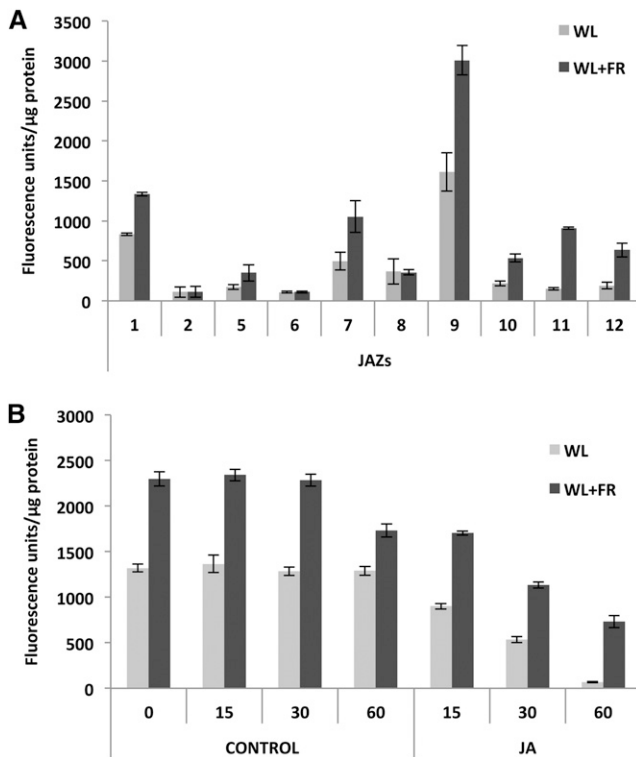 A
Fluorescence units/µg protein
3500
3000
2500
2000
1500
1000
500
0
WL
WL+FR
1 2 5 6 7 8 9 10 11 12
JAZs
B
Fluorescence units/µg protein
3000
2500
2000
1500
1000
500
0
WL
WL+FR
0 15 30 60 15 30 60
CONTROL JA